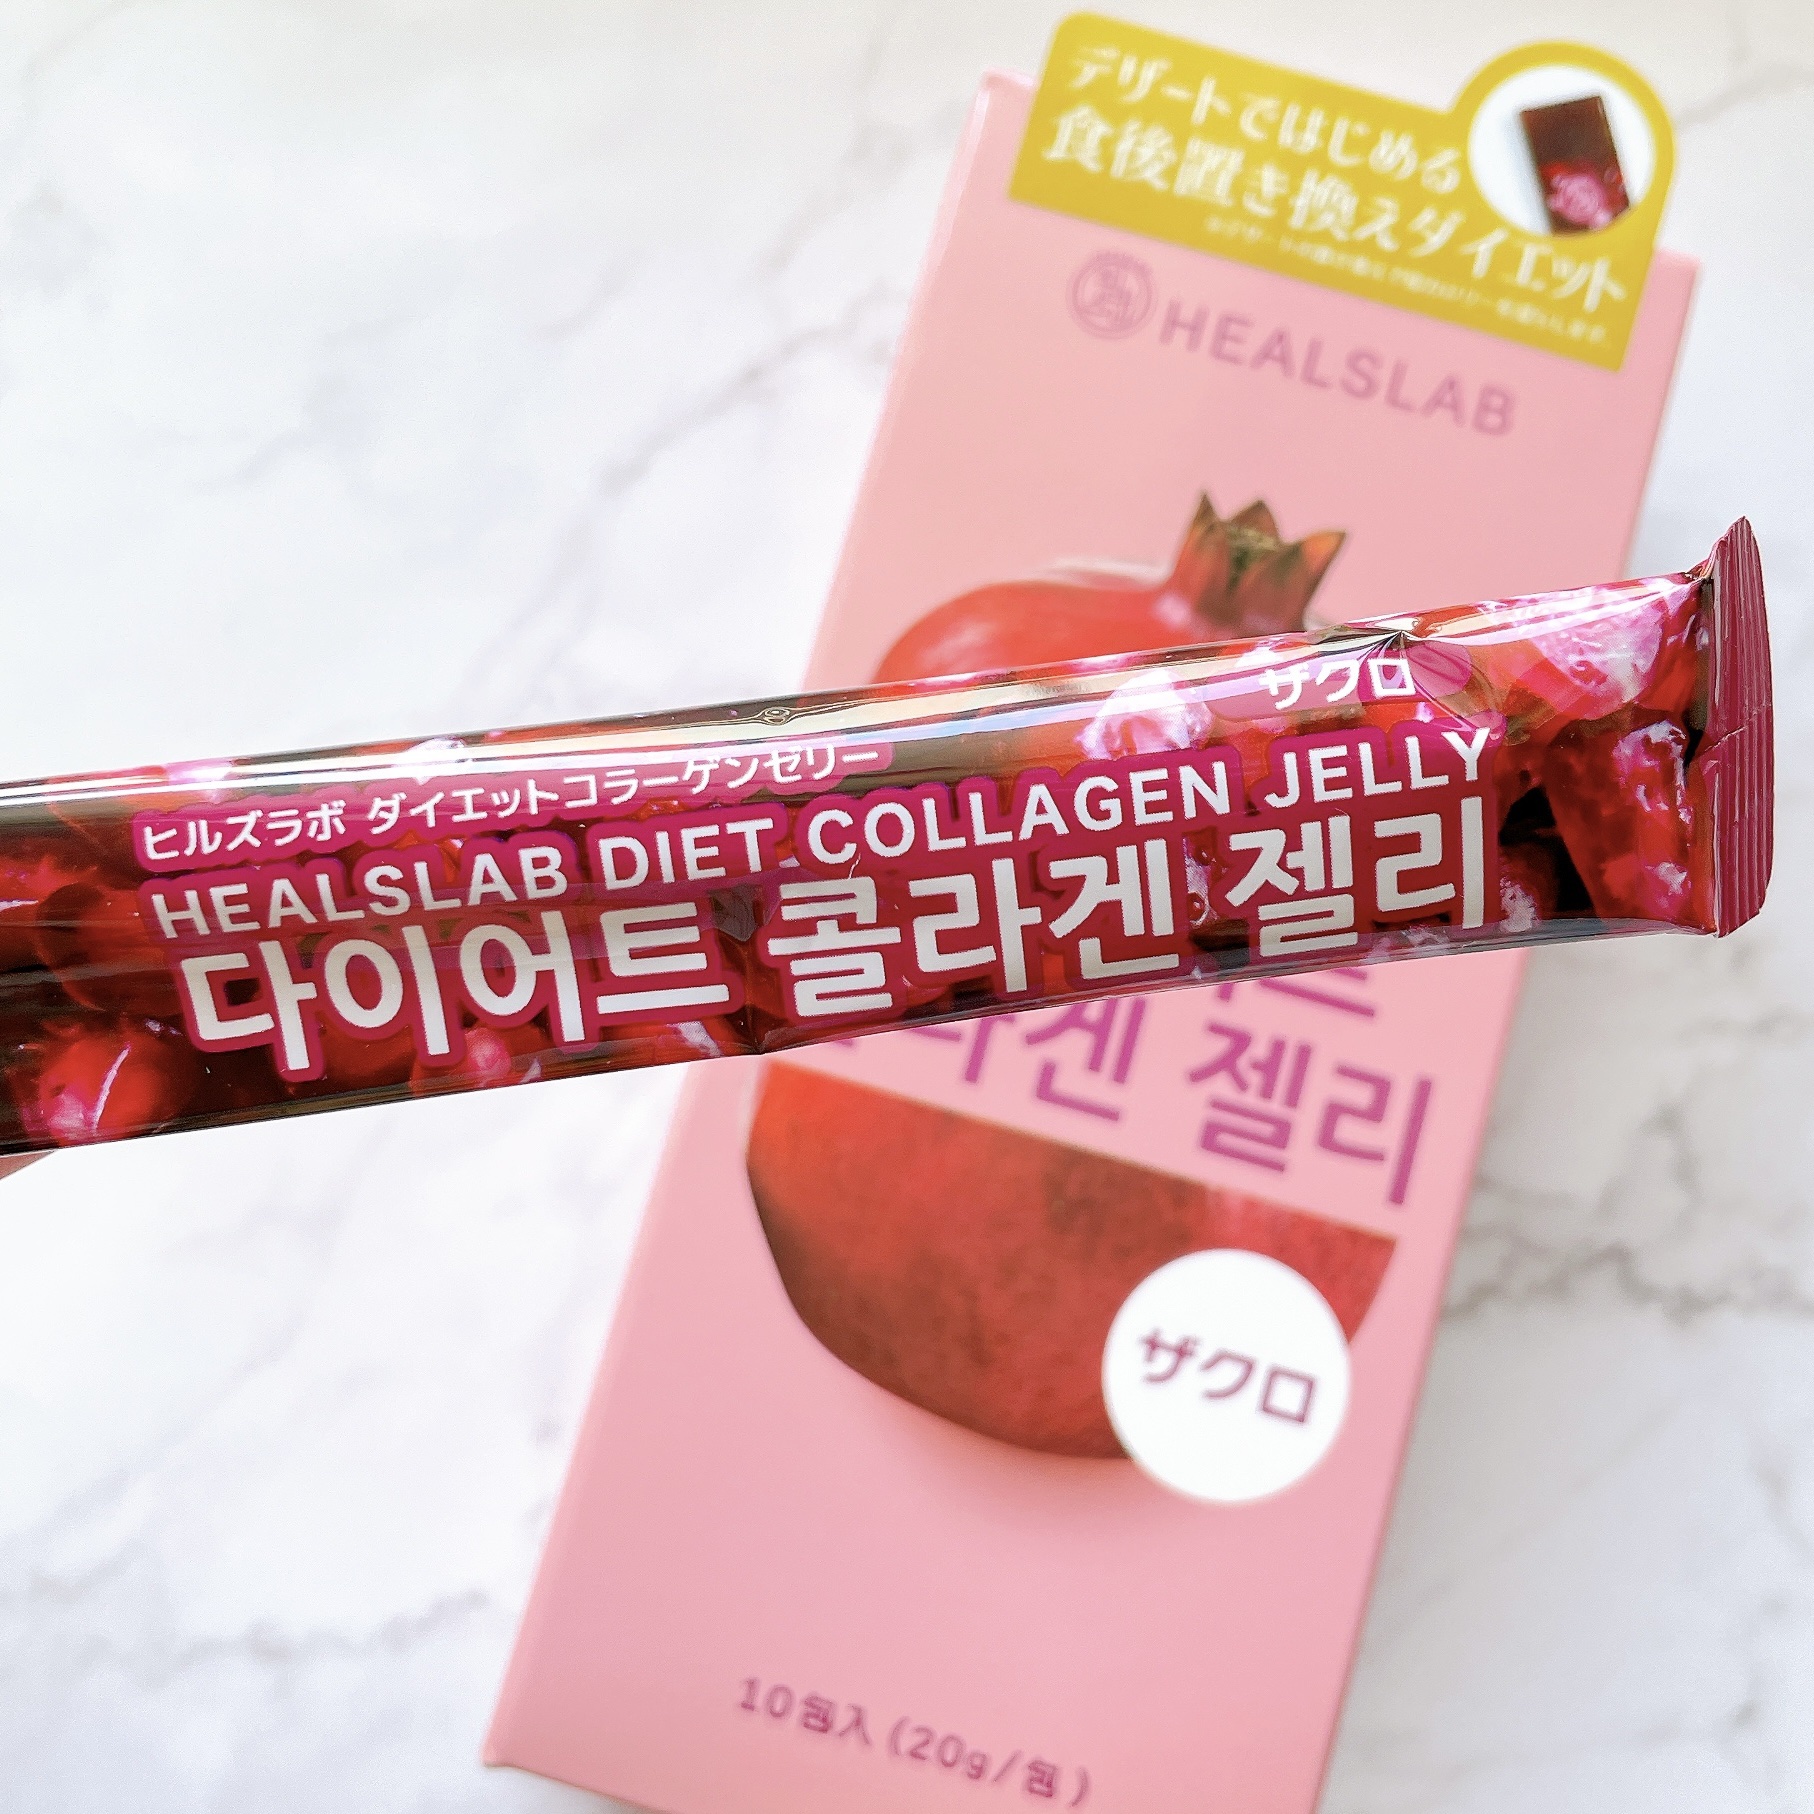 デザートではじめる
食後置き換えダイエット
HEALSLAB
ザクロ
ヒルズラボ ダイエットコラーゲンゼリー
HEALSLAB DIET COLLAGEN JELLY
다이어트 콜라겐 젤리
라겐 젤리
ザクロ
10包入(20g/包)